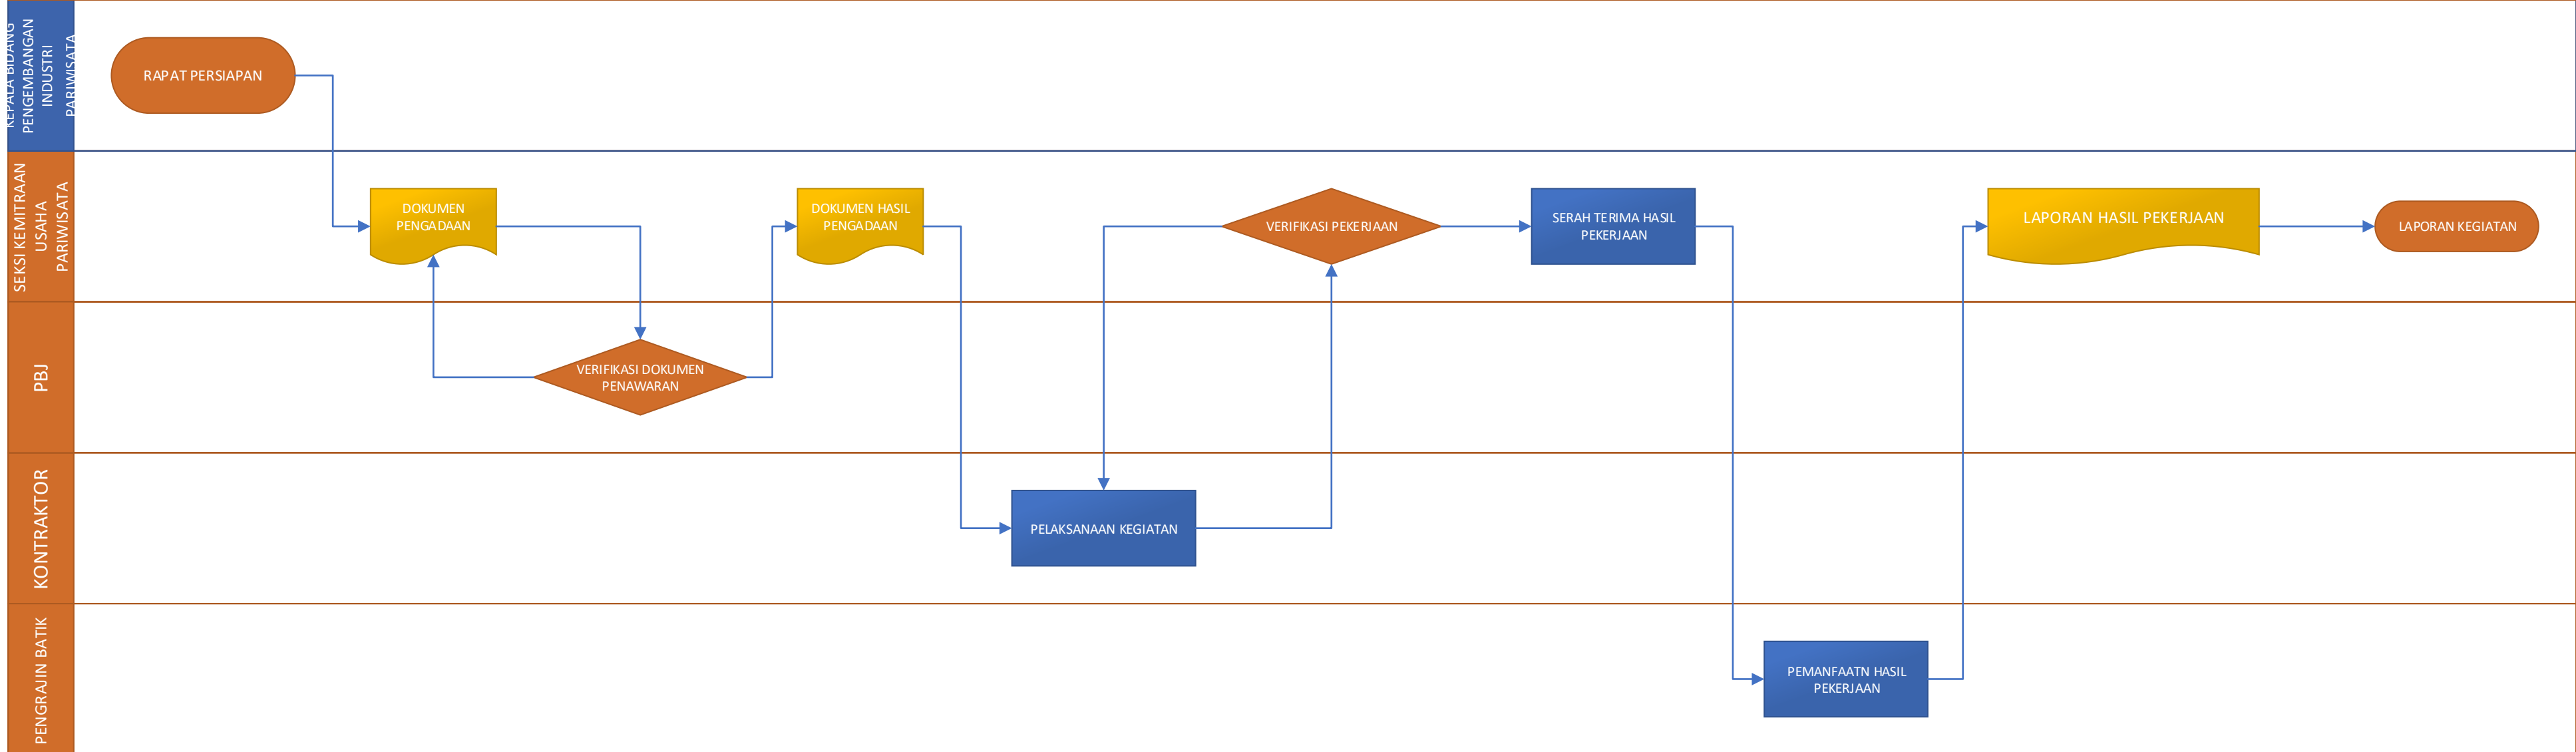 KEPALA BIDANG
PENGEMBANGAN
INDUSTRI
PARIWISATA
RAPAT PERSIAPAN
SEKSI KEMITRAAN
USAHA
PARIWISATA
DOKUMEN
PENGADAAN
DOKUMEN HASIL
PENGADAAN
VERIFIKASI PEKERJAAN
SERAH TERIMA HASIL
PEKERJAAN
LAPORAN HASIL PEKERJAAN
LAPORAN KEGIATAN
PBJ
VERIFIKASI DOKUMEN
PENAWARAN
KONTRAKTOR
PELAKSANAAN KEGIATAN
PENGRAJIN BATIK
PEMANFAATN HASIL
PEKERJAAN